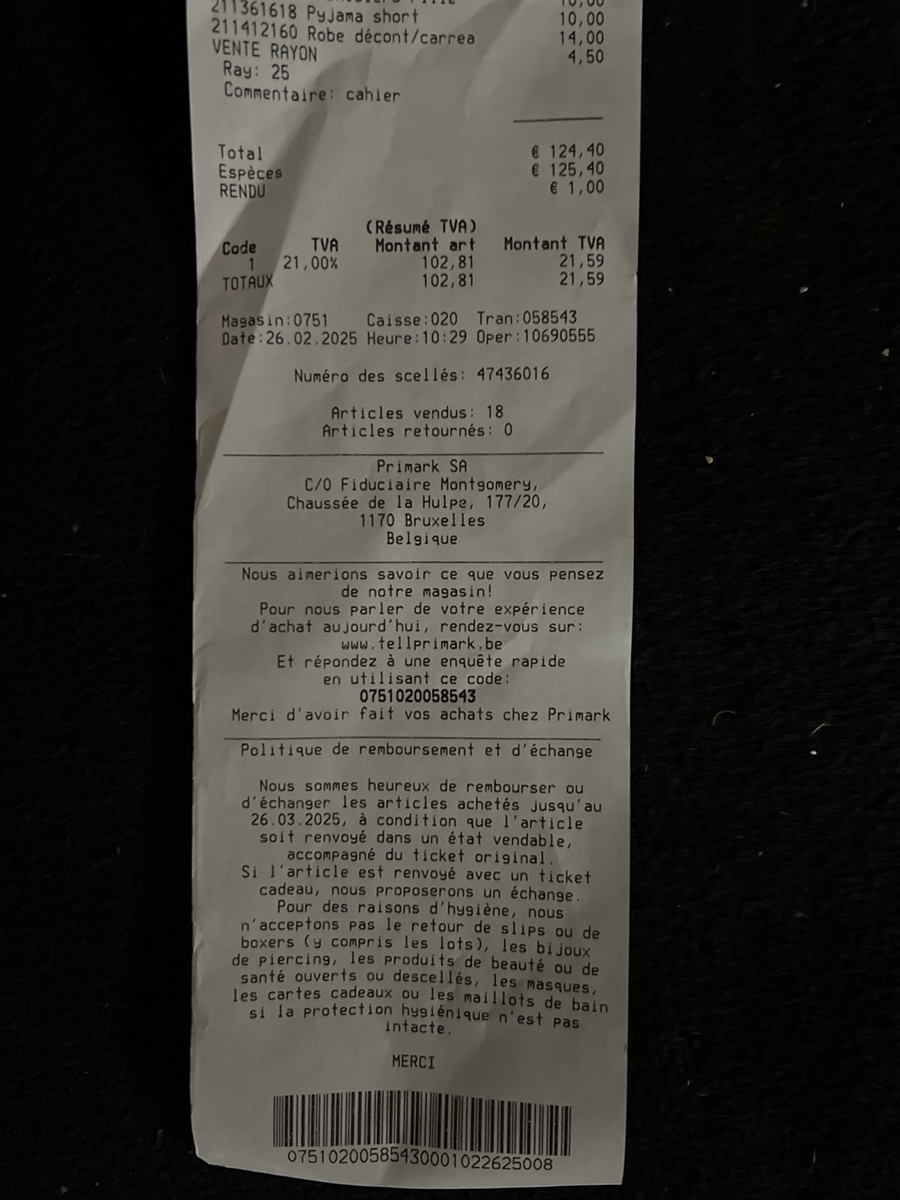 10,00
211361618 Pyjama short 10,00
211412160 Robe décont/carrea 14,00
VENTE RAYON 4,50
Ray: 25
Commentaire: cahier
Total € 124,40
Espèces € 125,40
RENDU € 1,00
(Résumé TVA)
Code TVA Montant art Montant TVA
1 21,00% 102,81 21,59
TOTAUX 102,81 21,59
Magasin:0751 Caisse:020 Tran:058543
Date:26.02.2025 Heure:10:29 Oper:10690555
Numéro des scellés: 47436016
Articles vendus: 18
Articles retournés: 0
Primark SA
C/O Fiduciaire Montgomery,
Chaussée de la Hulpe, 177/20,
1170 Bruxelles
Belgique
Nous aimerions savoir ce que vous pensez
de notre magasin!
Pour nous parler de votre expérience
d'achat aujourd'hui, rendez-vous sur:
www.tellprimark.be
Et répondez à une enquête rapide
en utilisant ce code:
0751020058543
Merci d'avoir fait vos achats chez Primark
Politique de remboursement et d'échange
Nous sommes heureux de rembourser ou
d'échanger les articles achetés jusqu'au
26.03.2025, à condition que l'article
soit renvoyé dans un état vendable,
accompagné du ticket original.
Si l'article est renvoyé avec un ticket
cadeau, nous proposerons un échange.
Pour des raisons d'hygiène, nous
n'acceptons pas le retour de slips ou de
boxers (y compris les lots), les bijoux
de piercing, les produits de beauté ou de
santé ouverts ou descellés, les masques,
les cartes cadeaux ou les maillots de bain
si la protection hygiénique n'est pas
intacte.
MERCI
07510200585430001022625008